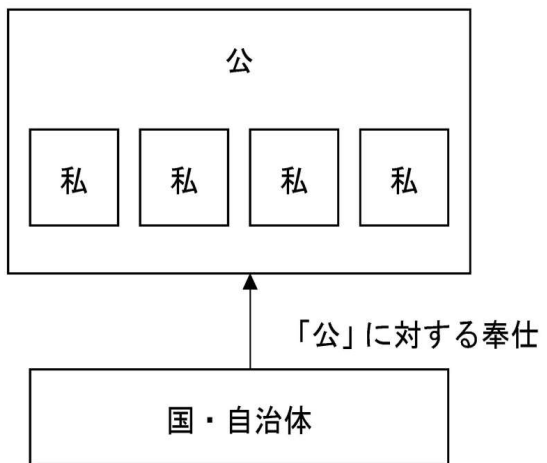 公
私 私 私 私
「公」に対する奉仕
国・自治体